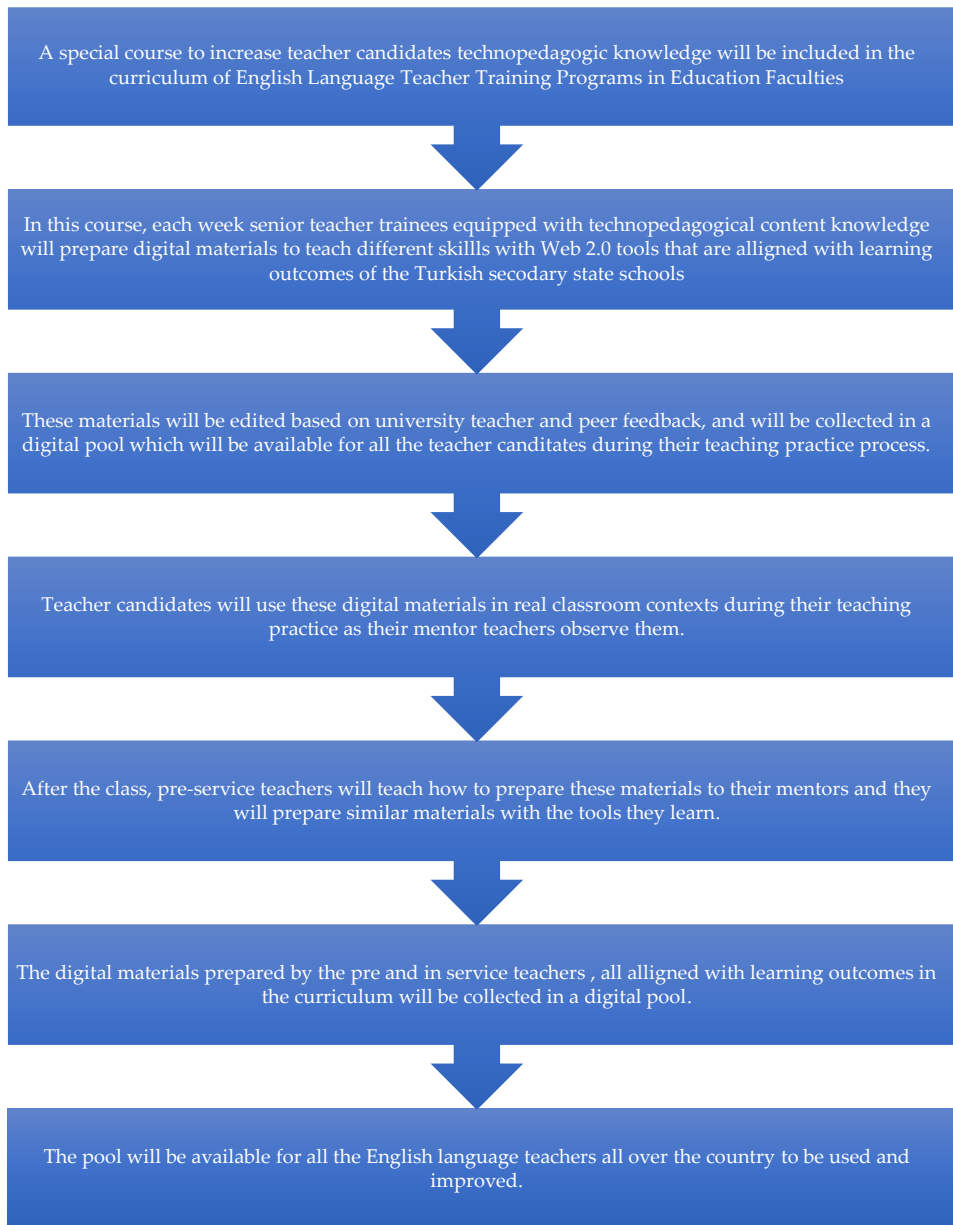 A special course to increase teacher candidates technopedagogic knowledge will be included in the
curriculum of English Language Teacher Training Programs in Education Faculties
In this course, each week senior teacher trainees equipped with technopedagogical content knowledge
will prepare digital materials to teach different skillls with Web 2.0 tools that are alligned with learning
outcomes of the Turkish secodary state schools
These materials will be edited based on university teacher and peer feedback, and will be collected in a
digital pool which will be available for all the teacher canditates during their teaching practice process.
Teacher candidates will use these digital materials in real classroom contexts during their teaching
practice as their mentor teachers observe them.
After the class, pre-service teachers will teach how to prepare these materials to their mentors and they
will prepare similar materials with the tools they learn.
The digital materials prepared by the pre and in service teachers , all alligned with learning outcomes in
the curriculum will be collected in a digital pool.
The pool will be available for all the English language teachers all over the country to be used and
improved.